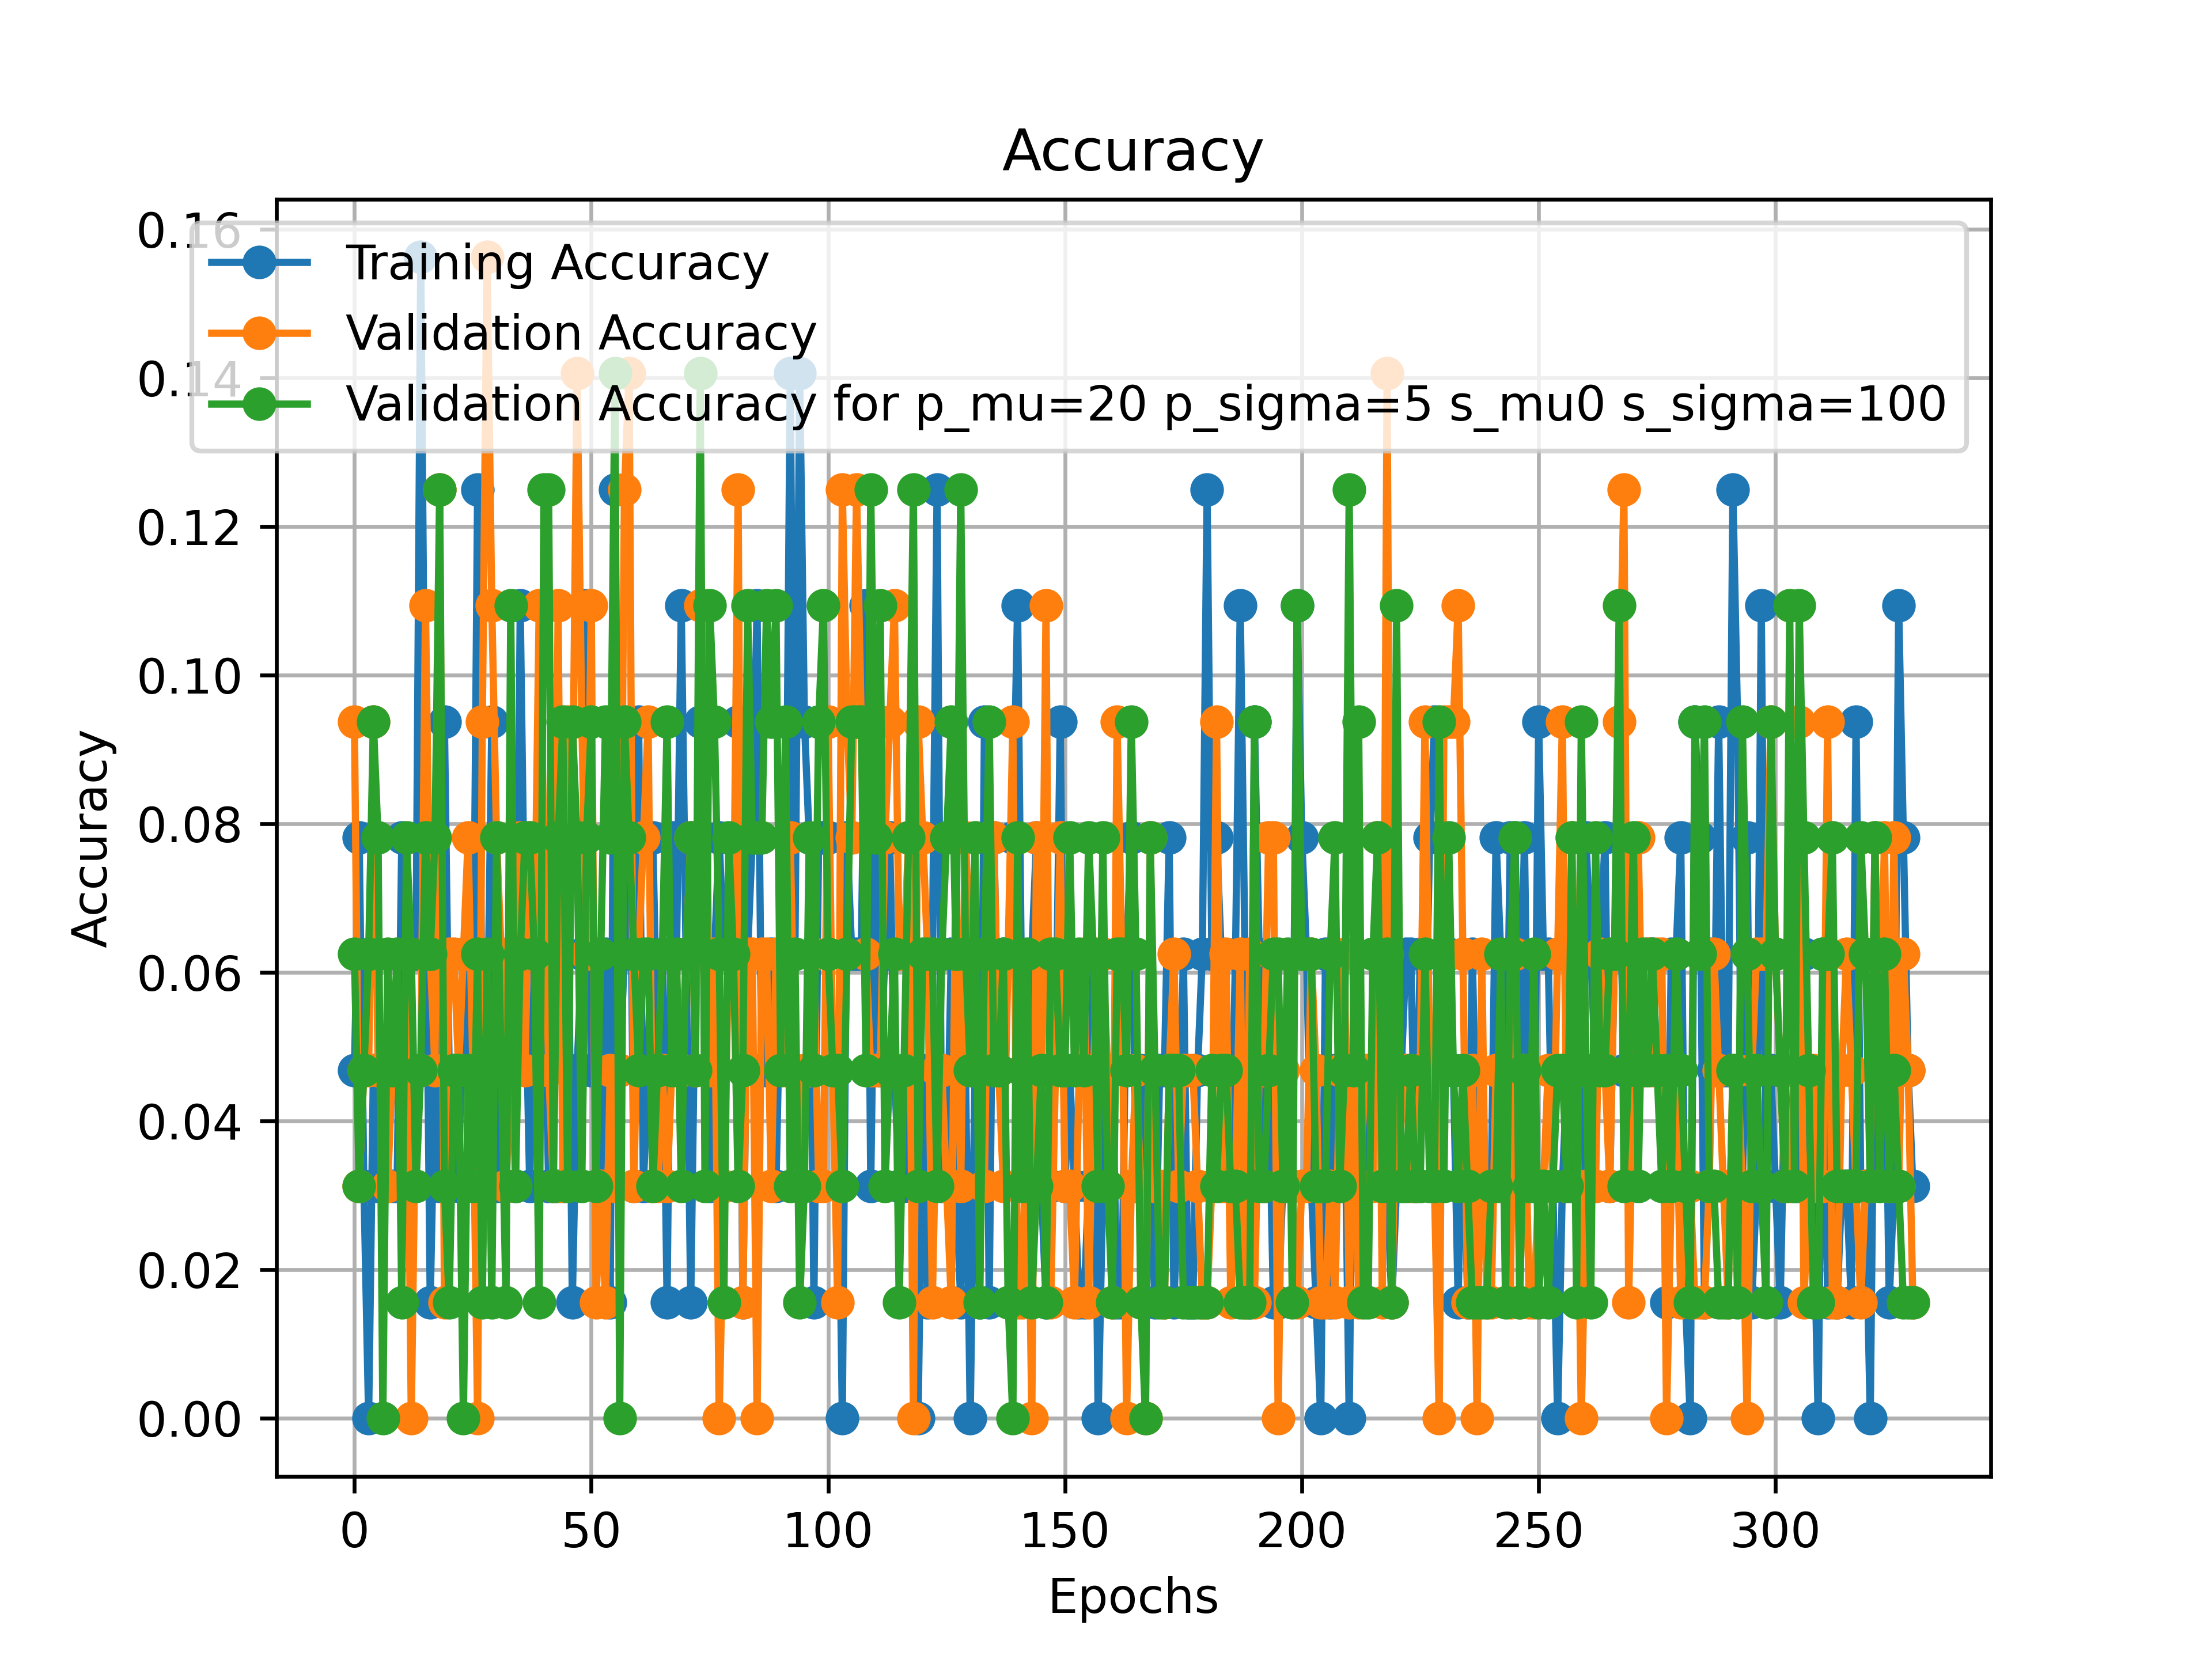 Accuracy
0.16
Training Accuracy
Validation Accuracy
0.14
Validation Accuracy for p_mu=20 p_sigma=5 s_mu0 s_sigma=100
0.12
0.10
0.08
0.06
0.04
0.02
0.00
Accuracy
0 50 100 150 200 250 300
Epochs